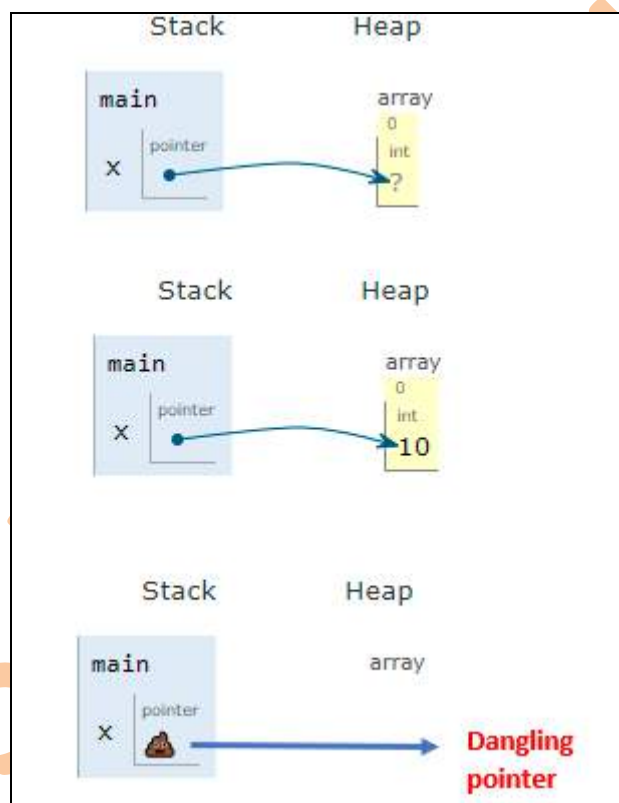 Stack Heap
main
array
0
pointer
int
x
?
Stack Heap
main
array
0
pointer
int
x
10
Stack Heap
main
array
pointer
x
Dangling
pointer